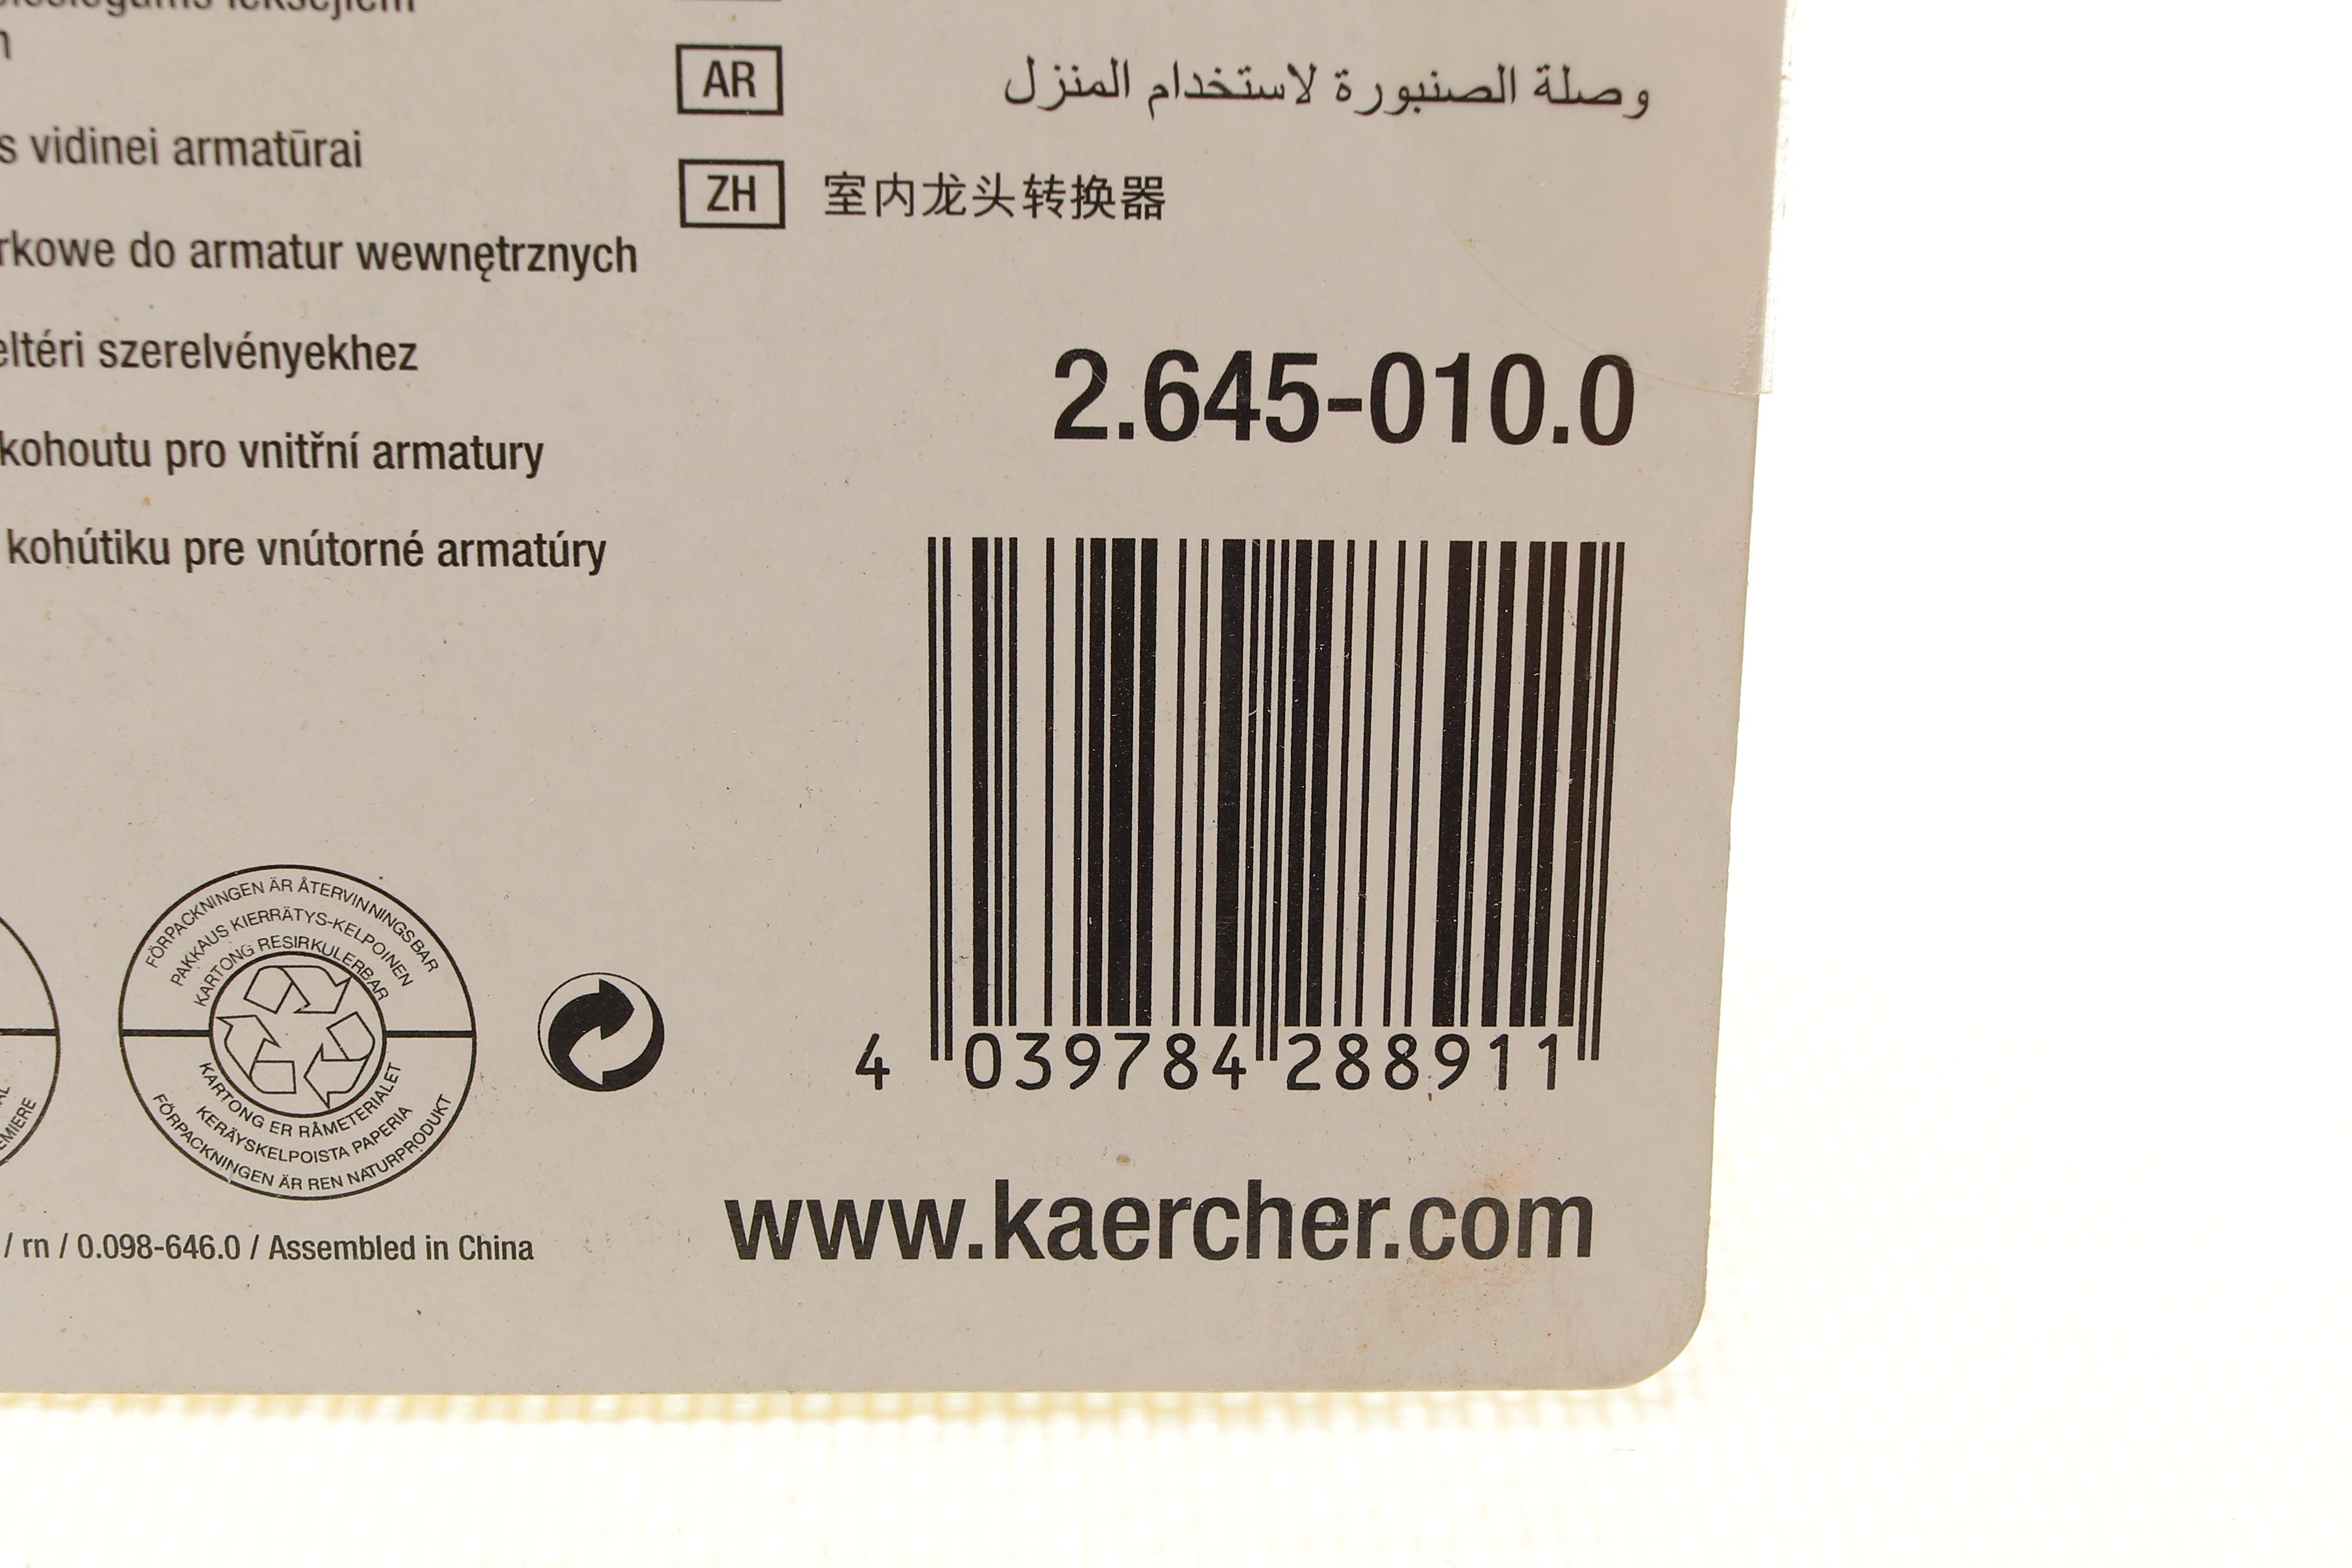 vidinei armatūrai
do armatur wewnętrznych
szerelvényekhez
kohoutu pro vnitřní armatury
kohútiku pre vnútorné armatúry
AR وصلة الصنبورة لاستخدام المنزل
ZH 室内龙头转换器
2.645-010.0
4 039784 288911
FÖRPACKNINGEN ÄR ÅTERVINNINGSBAR
PAKKAUS KIERRÄTYS-KELPOINEN
KARTONG RESIRKULERBAR
KARTONG ER RÅMETERIALET
KERÄYSKELPOISTA PAPERIA
FÖRPACKNINGEN ÄR REN NATURPRODUKT
/ rn / 0.098-646.0 / Assembled in China
www.kaercher.com